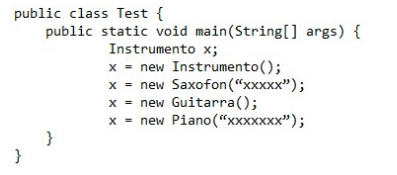 public class Test {
public static void main(String[] args) {
Instrumento x;
x = new Instrumento();
x = new Saxofon(“xxxxx”);
x = new Guitarra();
x = new Piano(“xxxxxxx”);
}
}